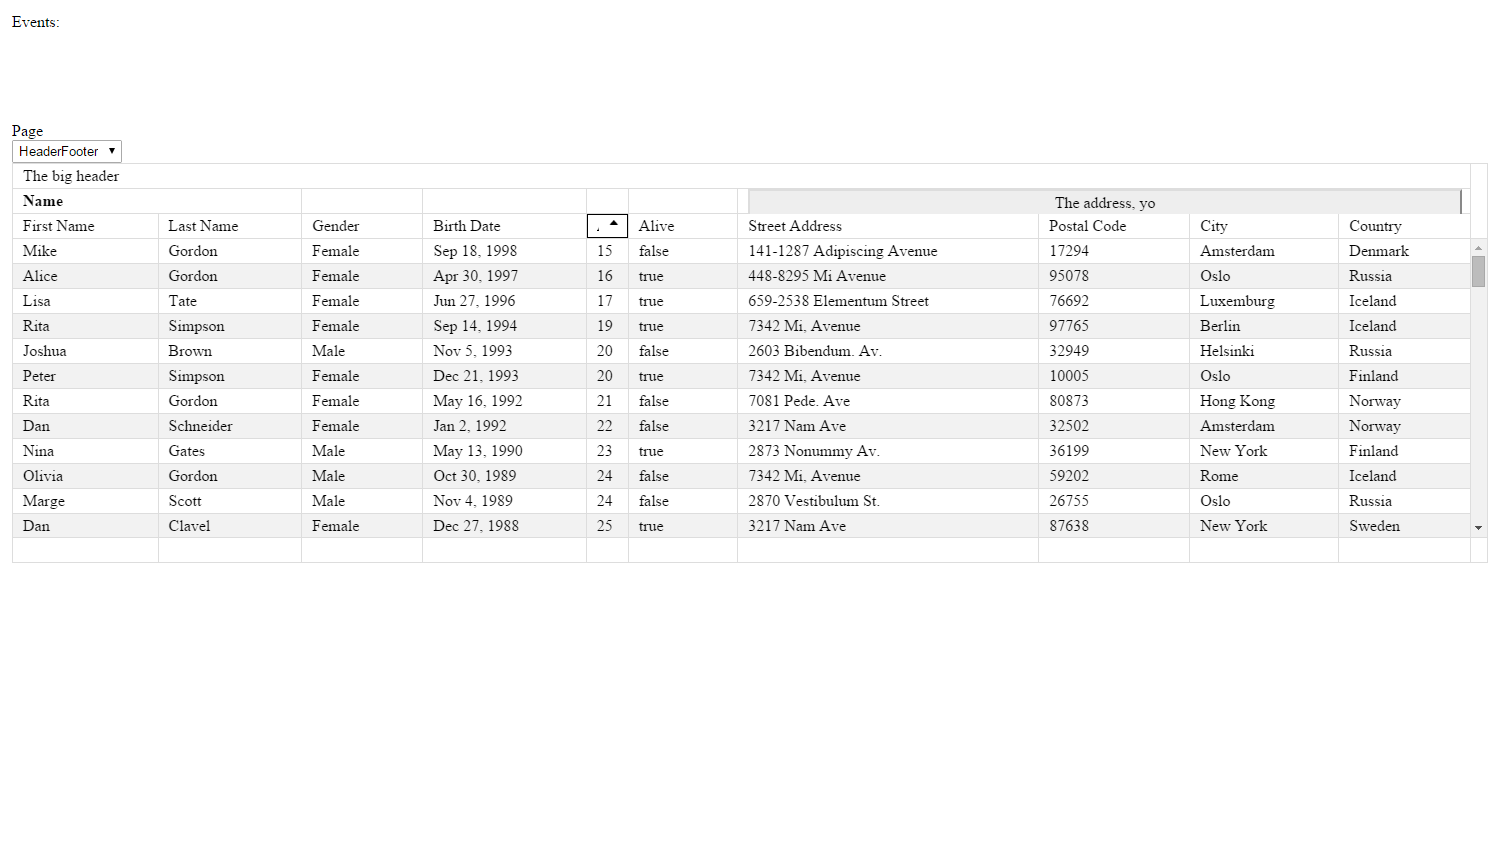 Events:
Page
HeaderFooter
The big header
Name The address, yo
First Name Last Name Gender Birth Date Alive Street Address Postal Code City Country
Mike Gordon Female Sep 18, 1998 15 false 141-1287 Adipiscing Avenue 17294 Amsterdam Denmark
Alice Gordon Female Apr 30, 1997 16 true 448-8295 Mi Avenue 95078 Oslo Russia
Lisa Tate Female Jun 27, 1996 17 true 659-2538 Elementum Street 76692 Luxemburg Iceland
Rita Simpson Female Sep 14, 1994 19 true 7342 Mi, Avenue 97765 Berlin Iceland
Joshua Brown Male Nov 5, 1993 20 false 2603 Bibendum. Av. 32949 Helsinki Russia
Peter Simpson Female Dec 21, 1993 20 true 7342 Mi, Avenue 10005 Oslo Finland
Rita Gordon Female May 16, 1992 21 false 7081 Pede. Ave 80873 Hong Kong Norway
Dan Schneider Female Jan 2, 1992 22 false 3217 Nam Ave 32502 Amsterdam Norway
Nina Gates Male May 13, 1990 23 true 2873 Nonummy Av. 36199 New York Finland
Olivia Gordon Male Oct 30, 1989 24 false 7342 Mi, Avenue 59202 Rome Iceland
Marge Scott Male Nov 4, 1989 24 false 2870 Vestibulum St. 26755 Oslo Russia
Dan Clavel Female Dec 27, 1988 25 true 3217 Nam Ave 87638 New York Sweden